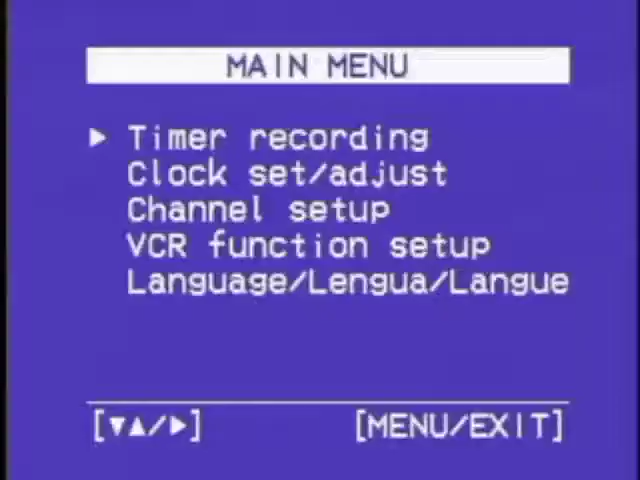 MAIN MENU
▶ Timer recording
Clock set/adjust
Channel setup
VCR function setup
Language/Lengua/Langue
[▼▲/▶] [MENU/EXIT]